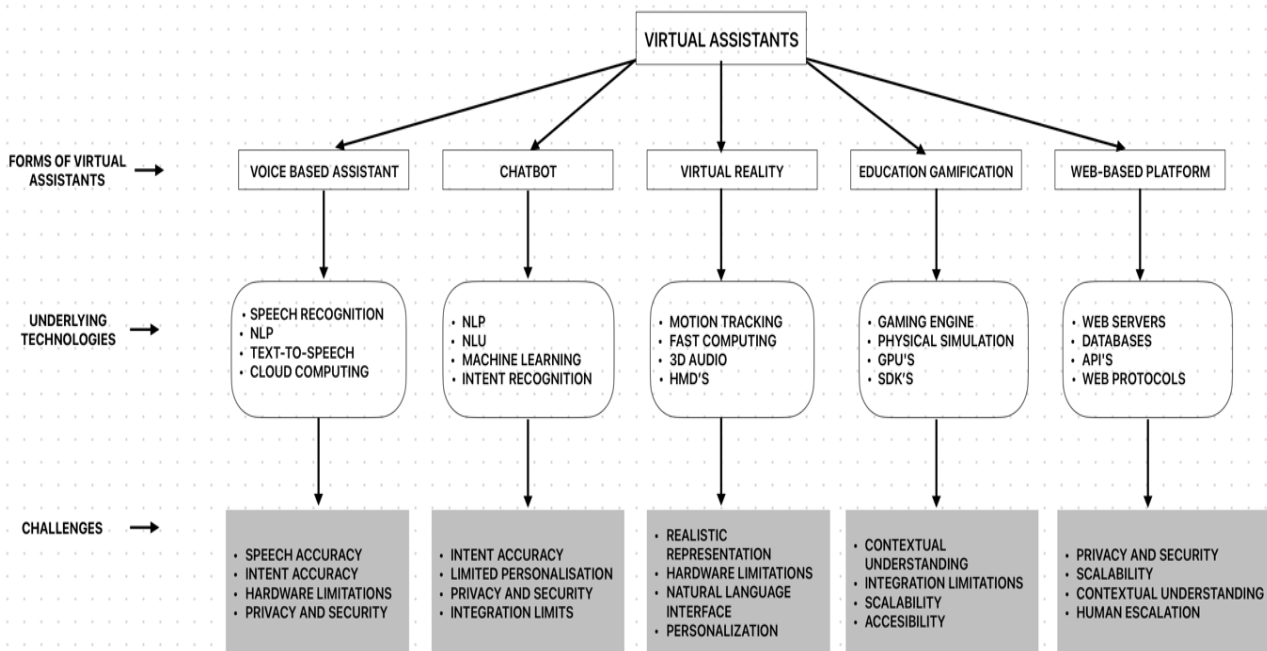 VIRTUAL ASSISTANTS
FORMS OF VIRTUAL
ASSISTANTS
VOICE BASED ASSISTANT
CHATBOT
VIRTUAL REALITY
EDUCATION GAMIFICATION
WEB-BASED PLATFORM
UNDERLYING
TECHNOLOGIES
• SPEECH RECOGNITION
• NLP
• TEXT-TO-SPEECH
• CLOUD COMPUTING
• NLP
• NLU
• MACHINE LEARNING
• INTENT RECOGNITION
• MOTION TRACKING
• FAST COMPUTING
• 3D AUDIO
• HMD'S
• GAMING ENGINE
• PHYSICAL SIMULATION
• GPU'S
• SDK'S
• WEB SERVERS
• DATABASES
• API'S
• WEB PROTOCOLS
CHALLENGES
• SPEECH ACCURACY
• INTENT ACCURACY
• HARDWARE LIMITATIONS
• PRIVACY AND SECURITY
• INTENT ACCURACY
• LIMITED PERSONALISATION
• PRIVACY AND SECURITY
• INTEGRATION LIMITS
• REALISTIC
REPRESENTATION
• HARDWARE LIMITATIONS
• NATURAL LANGUAGE
INTERFACE
• PERSONALIZATION
• CONTEXTUAL
UNDERSTANDING
• INTEGRATION LIMITATIONS
• SCALABILITY
• ACCESIBILITY
• PRIVACY AND SECURITY
• SCALABILITY
• CONTEXTUAL UNDERSTANDING
• HUMAN ESCALATION